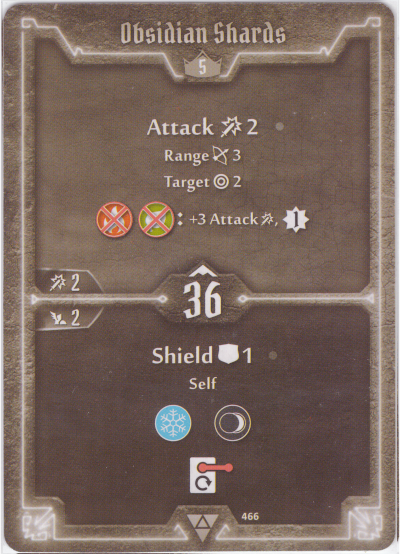 Obsidian Shards
5
Attack 2
Range 3
Target 2
: +3 Attack , 1
2
36
2
Shield 1
Self
466